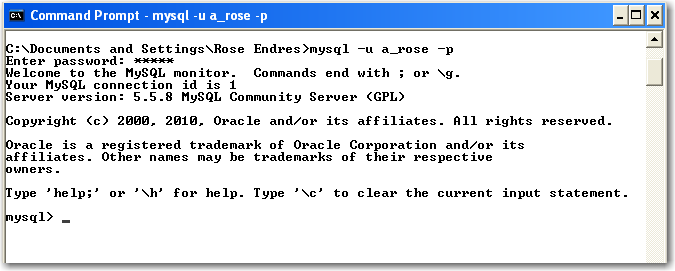 Command Prompt - mysql -u a_rose -p
C:\Documents and Settings\Rose Endres>mysql -u a_rose -p
Enter password: *****
Welcome to the MySQL monitor.  Commands end with ; or \g.
Your MySQL connection id is 1
Server version: 5.5.8 MySQL Community Server (GPL)
Copyright (c) 2000, 2010, Oracle and/or its affiliates. All rights reserved.
Oracle is a registered trademark of Oracle Corporation and/or its
affiliates. Other names may be trademarks of their respective
owners.
Type 'help;' or '\h' for help. Type '\c' to clear the current input statement.
mysql> _